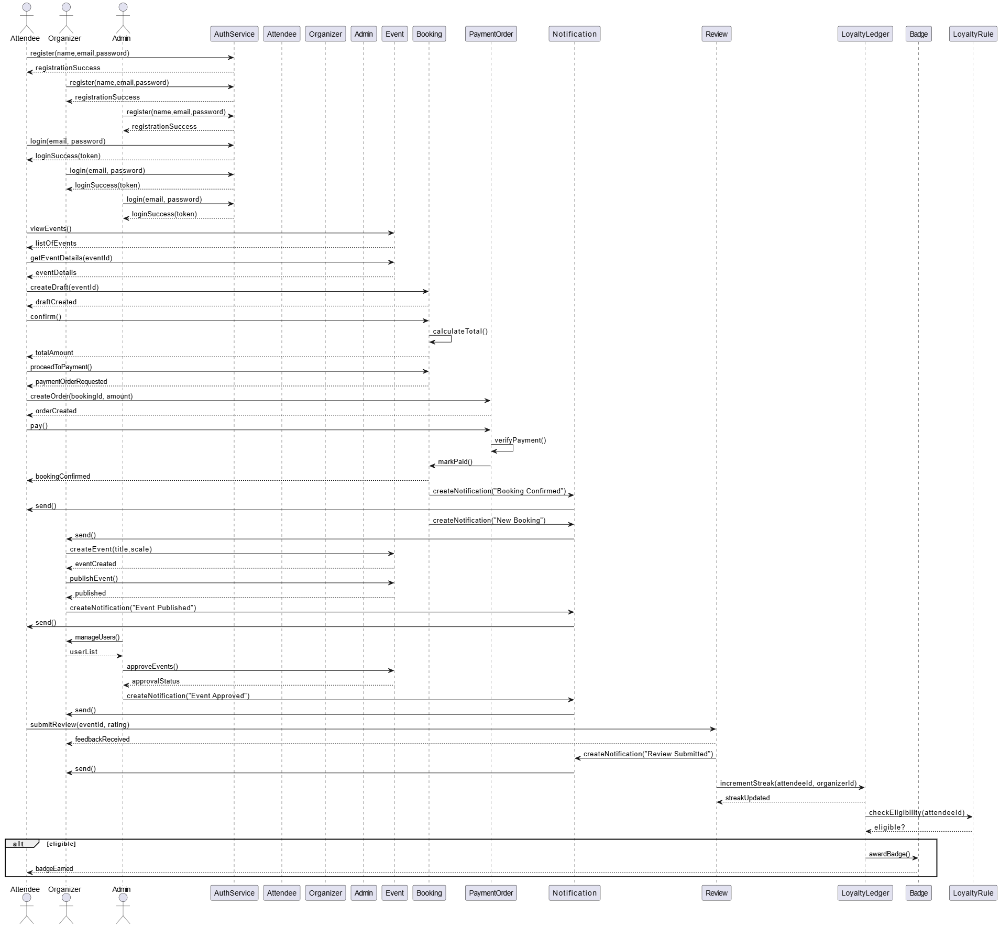 Attendee Organizer Admin AuthService Attendee Organizer Admin Event Booking PaymentOrder Notification Review LoyaltyLedger Badge LoyaltyRule
register(name,email,password)
registrationSuccess
register(name,email,password)
registrationSuccess
register(name,email,password)
registrationSuccess
login(email, password)
loginSuccess(token)
login(email, password)
loginSuccess(token)
login(email, password)
loginSuccess(token)
viewEvents()
listOfEvents
getEventDetails(eventId)
eventDetails
createDraft(eventId)
draftCreated
confirm()
calculateTotal()
totalAmount
proceedToPayment()
paymentOrderRequested
createOrder(bookingId, amount)
orderCreated
pay()
verifyPayment()
markPaid()
bookingConfirmed
createNotification("Booking Confirmed")
send()
createNotification("New Booking")
send()
createEvent(title,scale)
eventCreated
publishEvent()
published
createNotification("Event Published")
send()
manageUsers()
userList
approveEvents()
approvalStatus
createNotification("Event Approved")
send()
submitReview(eventId, rating)
feedbackReceived
createNotification("Review Submitted")
send()
incrementStreak(attendeeId, organizerId)
streakUpdated
checkEligibility(attendeeId)
eligible?
alt [eligible]
awardBadge()
badgeEarned
Attendee Organizer Admin AuthService Attendee Organizer Admin Event Booking PaymentOrder Notification Review LoyaltyLedger Badge LoyaltyRule